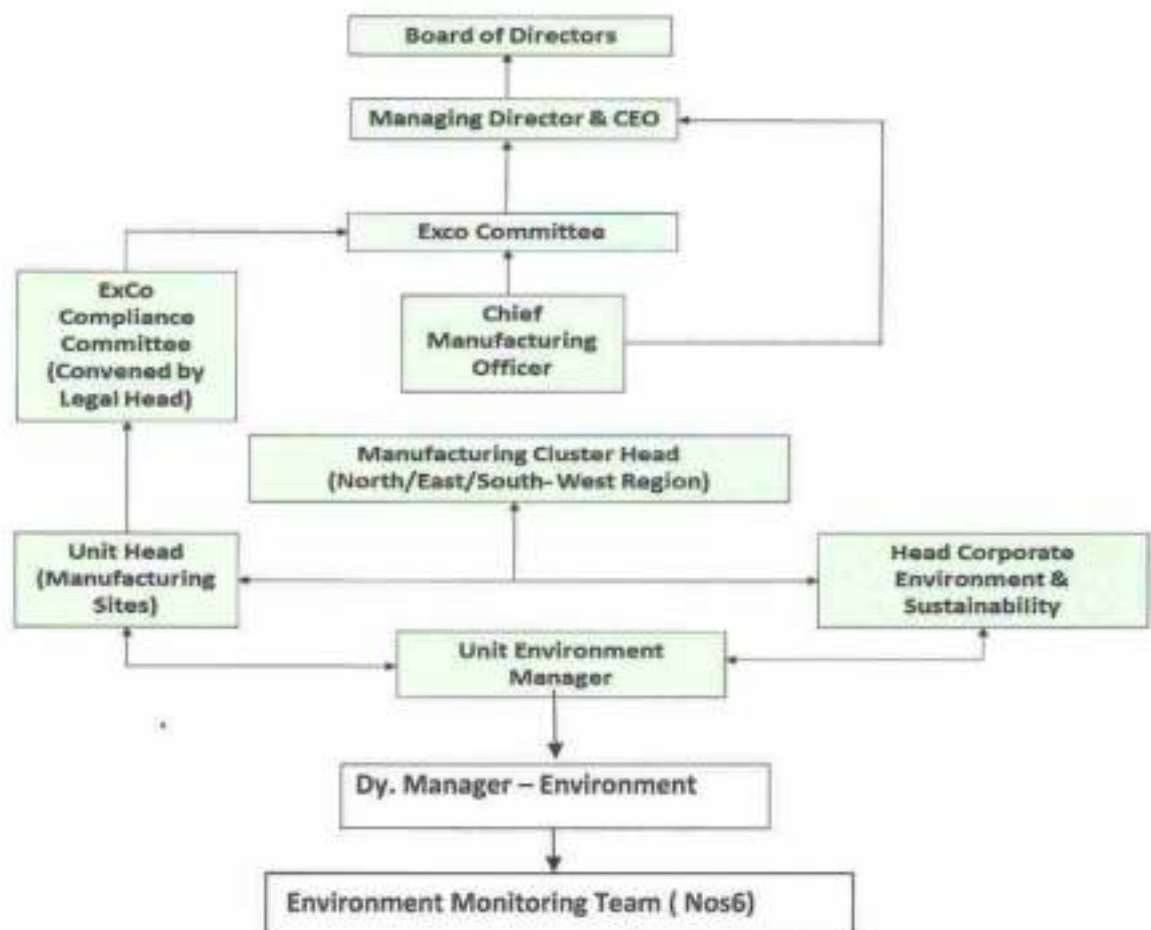 Board of Directors
Managing Director & CEO
Exco Committee
ExCo
Compliance
Committee
(Convened by
Legal Head)
Chief
Manufacturing
Officer
Manufacturing Cluster Head
(North/East/South- West Region)
Unit Head
(Manufacturing
Sites)
Head Corporate
Environment &
Sustainability
Unit Environment
Manager
Dy. Manager – Environment
Environment Monitoring Team ( Nos6)